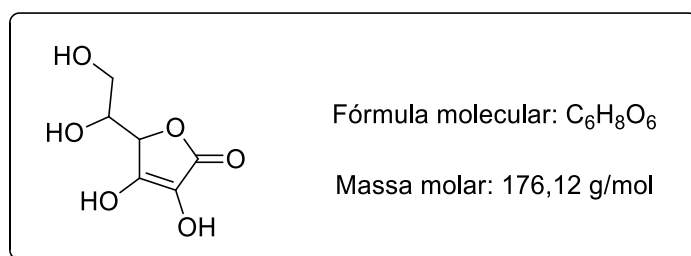 HO
HO
O
O
HO
OH
Fórmula molecular: C₆H₈O₆
Massa molar: 176,12 g/mol